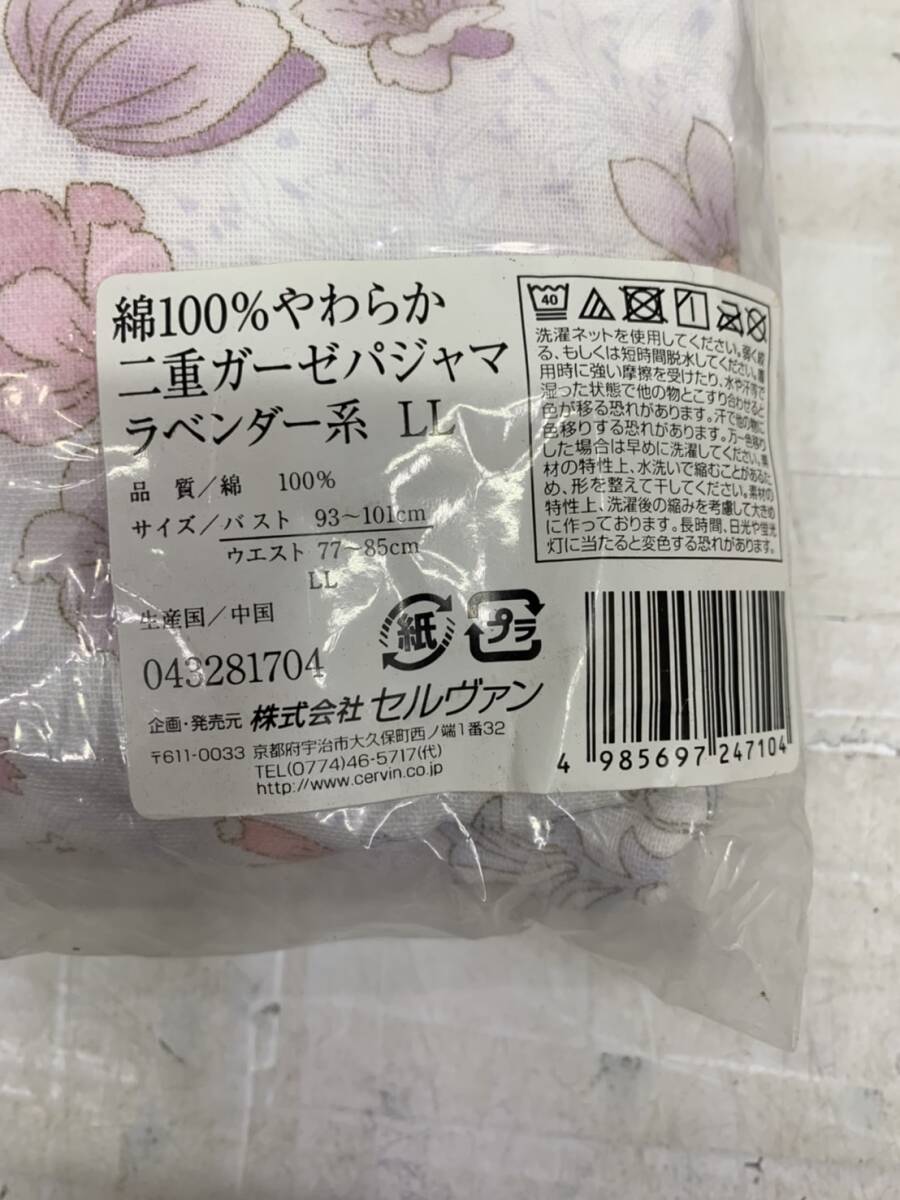 綿100%やわらか
二重ガーゼパジャマ
ラベンダー系 LL
品 質/綿 100%
サイズ/バスト 93〜101cm
ウエスト 77〜85cm
LL
生産国/中国
043281704
紙
プラ
企画・発売元 株式会社 セルヴァン
〒611-0033 京都府宇治市大久保町西ノ端1番32
TEL(0774)46-5717(代)
http://www.cervin.co.jp
40
洗濯ネットを使用してください。弱く絞
る、もしくは短時間脱水してください。着
用時に強い摩擦を受けたり、水や汗等で
湿った状態で他の物とこすり合わせると
色が移る恐れがあります。汗で他の物に
色移りする恐れがあります。万一色移り
した場合は早めに洗濯してください。素
材の特性上、水洗いで縮むことがあるた
め、形を整えて干してください。素材の
特性上、洗濯後の縮みを考慮して大きめ
に作っております。長時間、日光や蛍光
灯に当たると変色する恐れがあります。
4 985697 247104